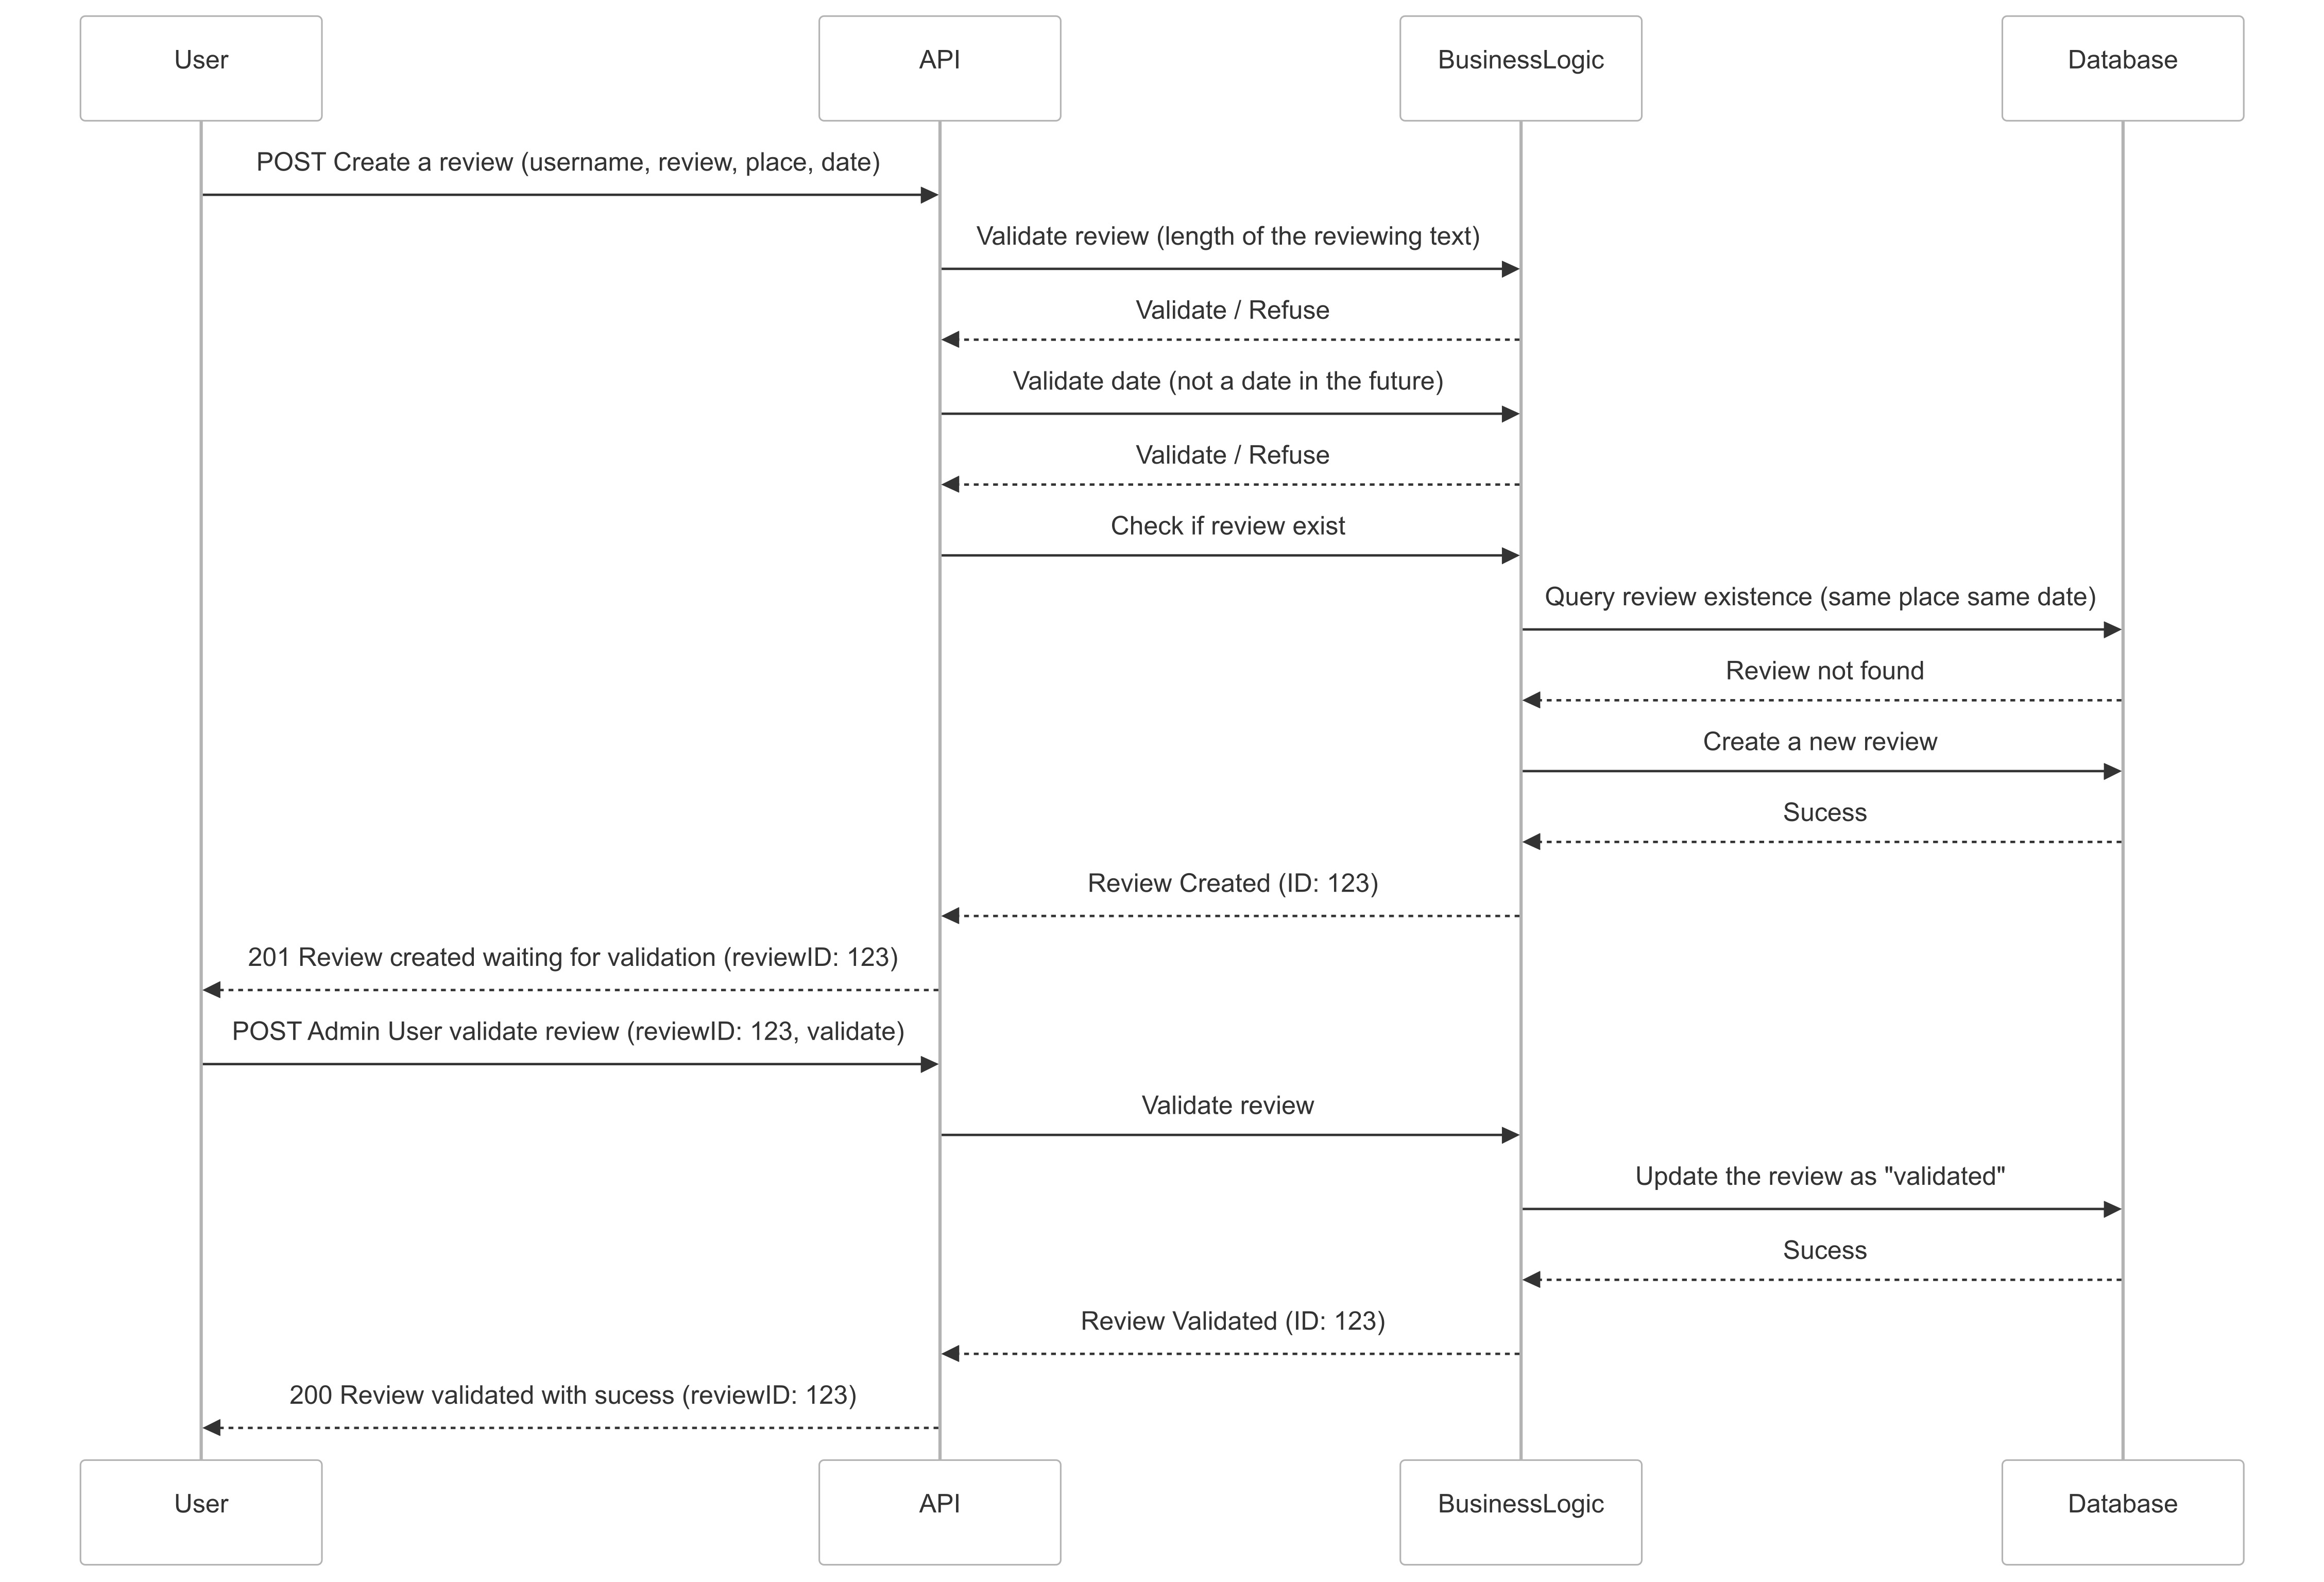 User
API
BusinessLogic
Database
POST Create a review (username, review, place, date)
Validate review (length of the reviewing text)
Validate / Refuse
Validate date (not a date in the future)
Validate / Refuse
Check if review exist
Query review existence (same place same date)
Review not found
Create a new review
Sucess
Review Created (ID: 123)
201 Review created waiting for validation (reviewID: 123)
POST Admin User validate review (reviewID: 123, validate)
Validate review
Update the review as "validated"
Sucess
Review Validated (ID: 123)
200 Review validated with sucess (reviewID: 123)
User
API
BusinessLogic
Database